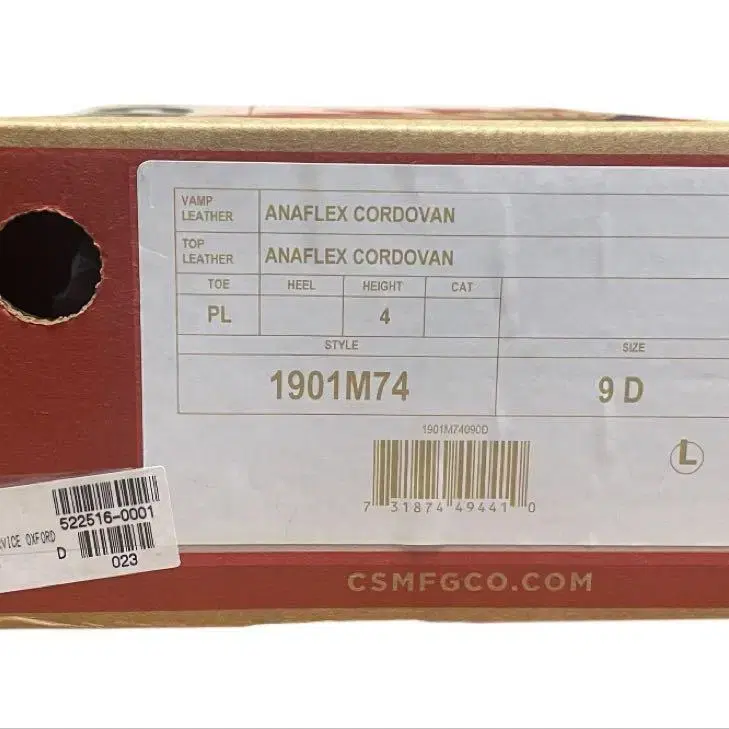 VAMP
LEATHER
ANAFLEX CORDOVAN
TOP
LEATHER
ANAFLEX CORDOVAN
TOE HEEL HEIGHT CAT
PL 4
STYLE SIZE
1901M74 9 D
1901M74090D
L
7 31874 49441 0
522516-0001
OXFORD
D
023
CSMFGCO.COM